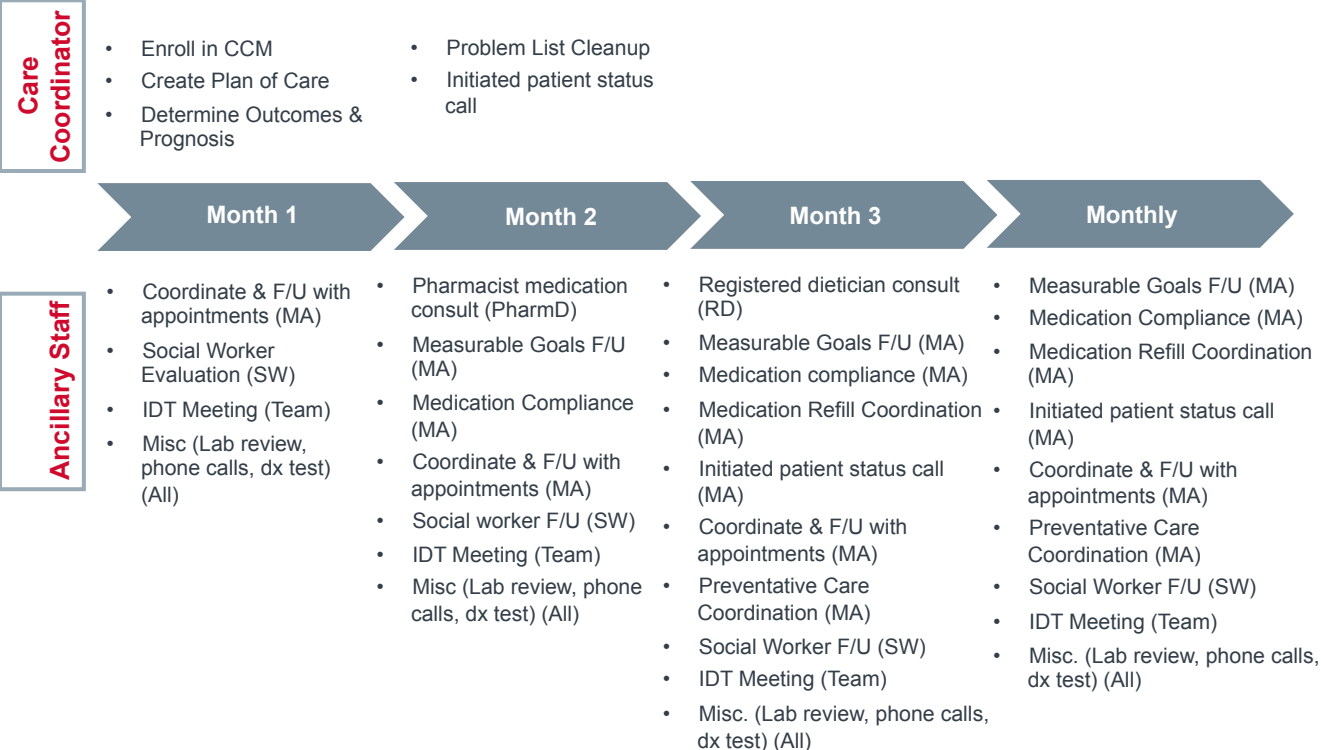 Care
Coordinator
• Enroll in CCM
• Create Plan of Care
• Determine Outcomes &
Prognosis
• Problem List Cleanup
• Initiated patient status
call
Month 1
Month 2
Month 3
Monthly
Ancillary Staff
• Coordinate & F/U with
appointments (MA)
• Social Worker
Evaluation (SW)
• IDT Meeting (Team)
• Misc (Lab review,
phone calls, dx test)
(All)
• Pharmacist medication
consult (PharmD)
• Measurable Goals F/U
(MA)
• Medication Compliance
(MA)
• Coordinate & F/U with
appointments (MA)
• Social worker F/U (SW)
• IDT Meeting (Team)
• Misc (Lab review, phone
calls, dx test) (All)
• Registered dietician consult
(RD)
• Measurable Goals F/U (MA)
• Medication compliance (MA)
• Medication Refill Coordination
(MA)
• Initiated patient status call
(MA)
• Coordinate & F/U with
appointments (MA)
• Preventative Care
Coordination (MA)
• Social Worker F/U (SW)
• IDT Meeting (Team)
• Misc. (Lab review, phone calls,
dx test) (All)
• Measurable Goals F/U (MA)
• Medication Compliance (MA)
• Medication Refill Coordination
(MA)
• Initiated patient status call
(MA)
• Coordinate & F/U with
appointments (MA)
• Preventative Care
Coordination (MA)
• Social Worker F/U (SW)
• IDT Meeting (Team)
• Misc. (Lab review, phone calls,
dx test) (All)